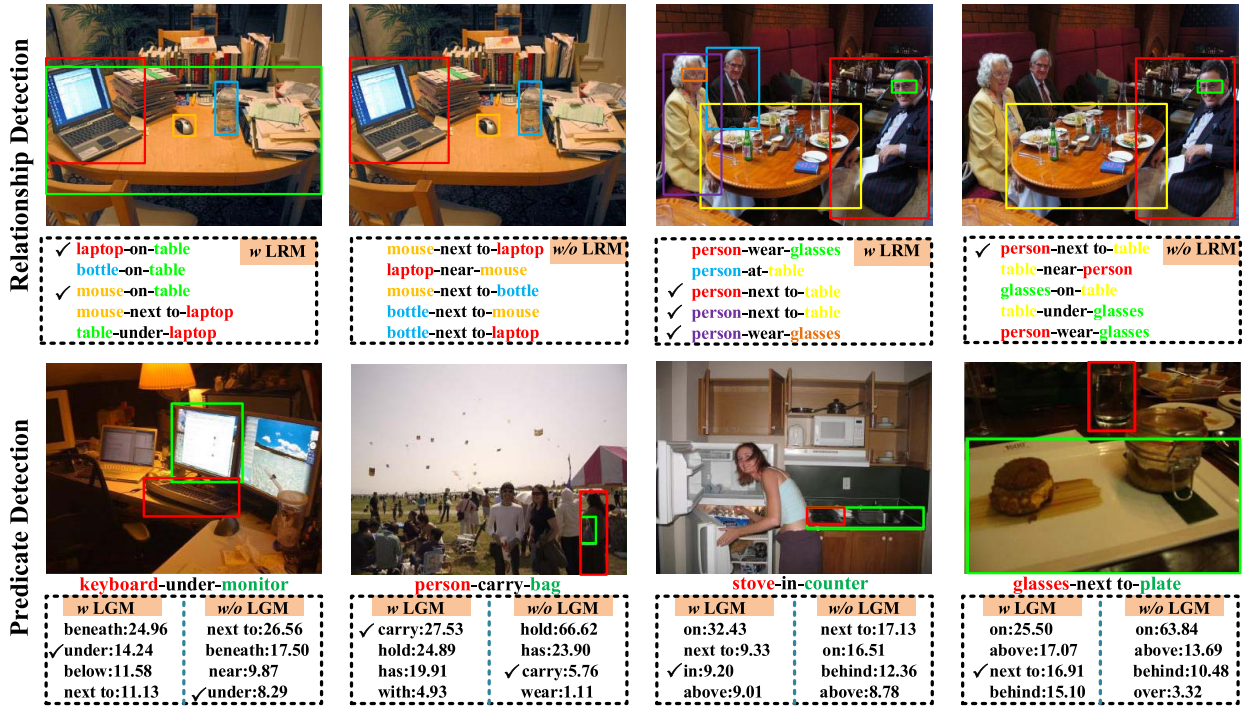 Relationship Detection
w LRM
✓ laptop-on-table
bottle-on-table
✓ mouse-on-table
mouse-next to-laptop
table-under-laptop
w/o LRM
mouse-next to-laptop
laptop-near-mouse
mouse-next to-bottle
bottle-next to-mouse
bottle-next to-laptop
w LRM
person-wear-glasses
person-at-table
✓ person-next to-table
✓ person-next to-table
✓ person-wear-glasses
w/o LRM
✓ person-next to-table
table-near-person
glasses-on-table
table-under-glasses
person-wear-glasses
Predicate Detection
keyboard-under-monitor
w LGM
beneath:24.96
✓under:14.24
below:11.58
next to:11.13
w/o LGM
next to:26.56
beneath:17.50
near:9.87
✓under:8.29
person-carry-bag
w LGM
✓ carry:27.53
hold:24.89
has:19.91
with:4.93
w/o LGM
hold:66.62
has:23.90
✓ carry:5.76
wear:1.11
stove-in-counter
w LGM
on:32.43
next to:9.33
✓ in:9.20
above:9.01
w/o LGM
next to:17.13
on:16.51
behind:12.36
above:8.78
glasses-next to-plate
w LGM
on:25.50
above:17.07
✓ next to:16.91
behind:15.10
w/o LGM
on:63.84
above:13.69
behind:10.48
over:3.32